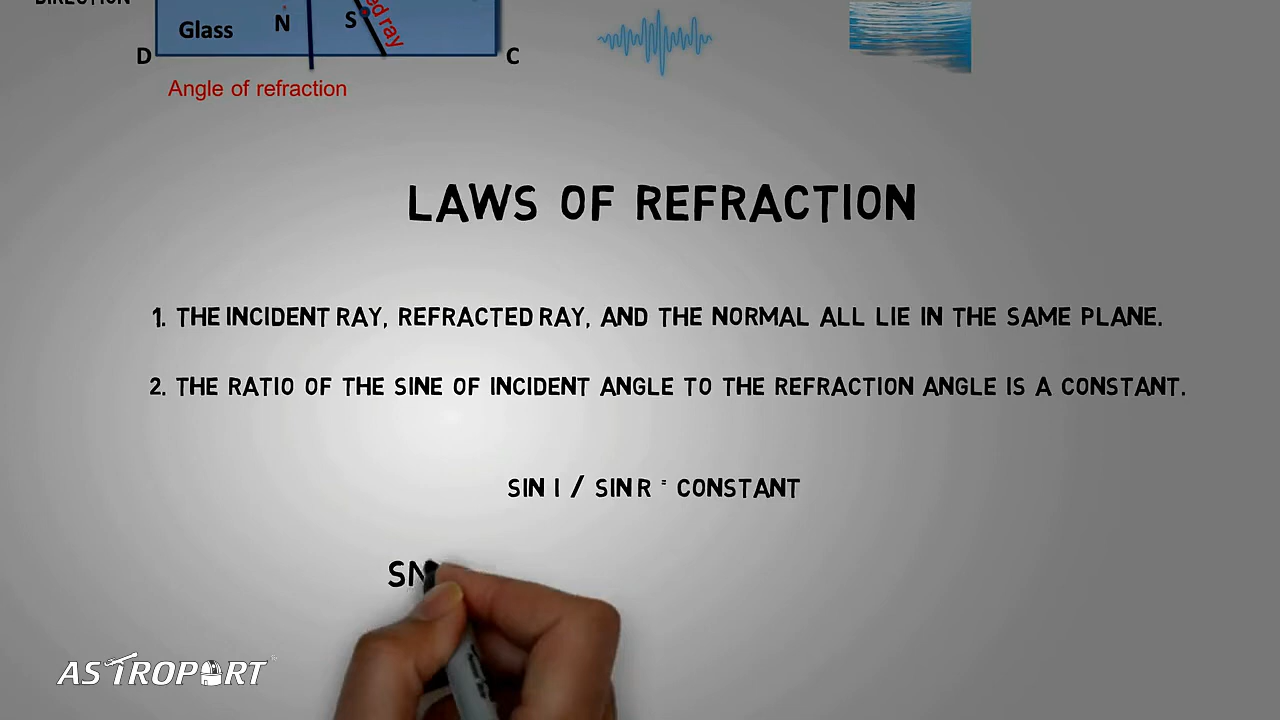 Glass N S ed ray
D C
Angle of refraction
LAWS OF REFRACTION
1. THE INCIDENT RAY, REFRACTED RAY, AND THE NORMAL ALL LIE IN THE SAME PLANE.
2. THE RATIO OF THE SINE OF INCIDENT ANGLE TO THE REFRACTION ANGLE IS A CONSTANT.
SIN I / SIN R = CONSTANT
SN
ASTROPORT